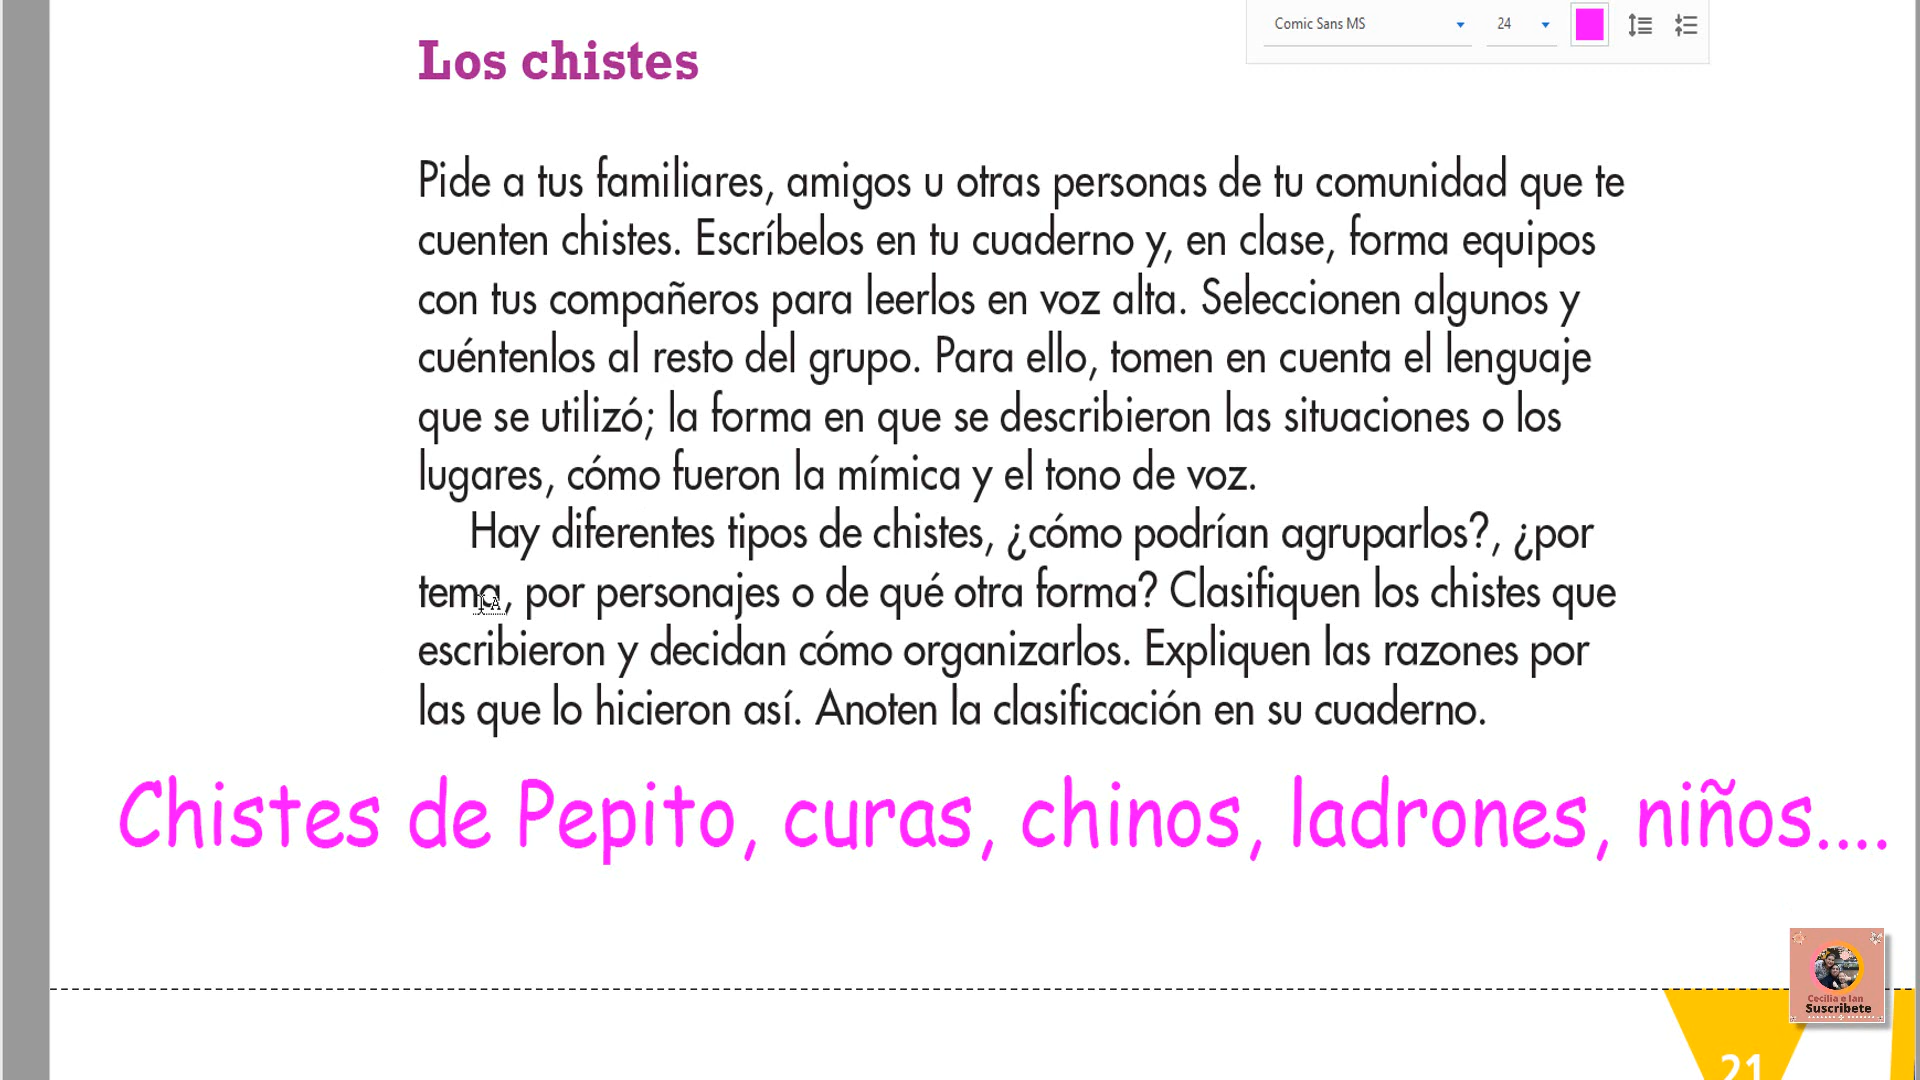 Comic Sans MS 24
Los chistes
Pide a tus familiares, amigos u otras personas de tu comunidad que te
cuenten chistes. Escríbelos en tu cuaderno y, en clase, forma equipos
con tus compañeros para leerlos en voz alta. Seleccionen algunos y
cuéntenlos al resto del grupo. Para ello, tomen en cuenta el lenguaje
que se utilizó; la forma en que se describieron las situaciones o los
lugares, cómo fueron la mímica y el tono de voz.
Hay diferentes tipos de chistes, ¿cómo podrían agruparlos?, ¿por
tema, por personajes o de qué otra forma? Clasifiquen los chistes que
escribieron y decidan cómo organizarlos. Expliquen las razones por
las que lo hicieron así. Anoten la clasificación en su cuaderno.
Chistes de Pepito, curas, chinos, ladrones, niños....
Cecilia e Ian
Suscribete
21